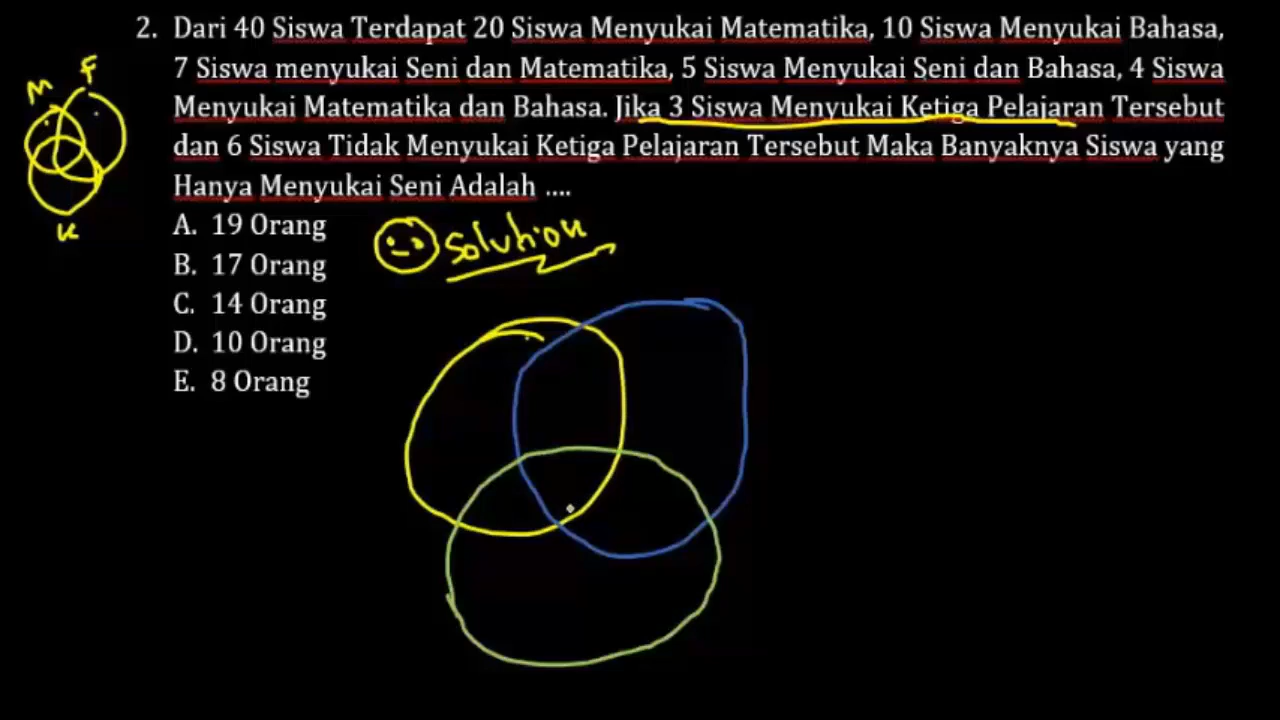 2. Dari 40 Siswa Terdapat 20 Siswa Menyukai Matematika, 10 Siswa Menyukai Bahasa,
7 Siswa menyukai Seni dan Matematika, 5 Siswa Menyukai Seni dan Bahasa, 4 Siswa
Menyukai Matematika dan Bahasa. Jika 3 Siswa Menyukai Ketiga Pelajaran Tersebut
dan 6 Siswa Tidak Menyukai Ketiga Pelajaran Tersebut Maka Banyaknya Siswa yang
Hanya Menyukai Seni Adalah ....
A. 19 Orang
B. 17 Orang
C. 14 Orang
D. 10 Orang
E. 8 Orang
M F
K
Solution